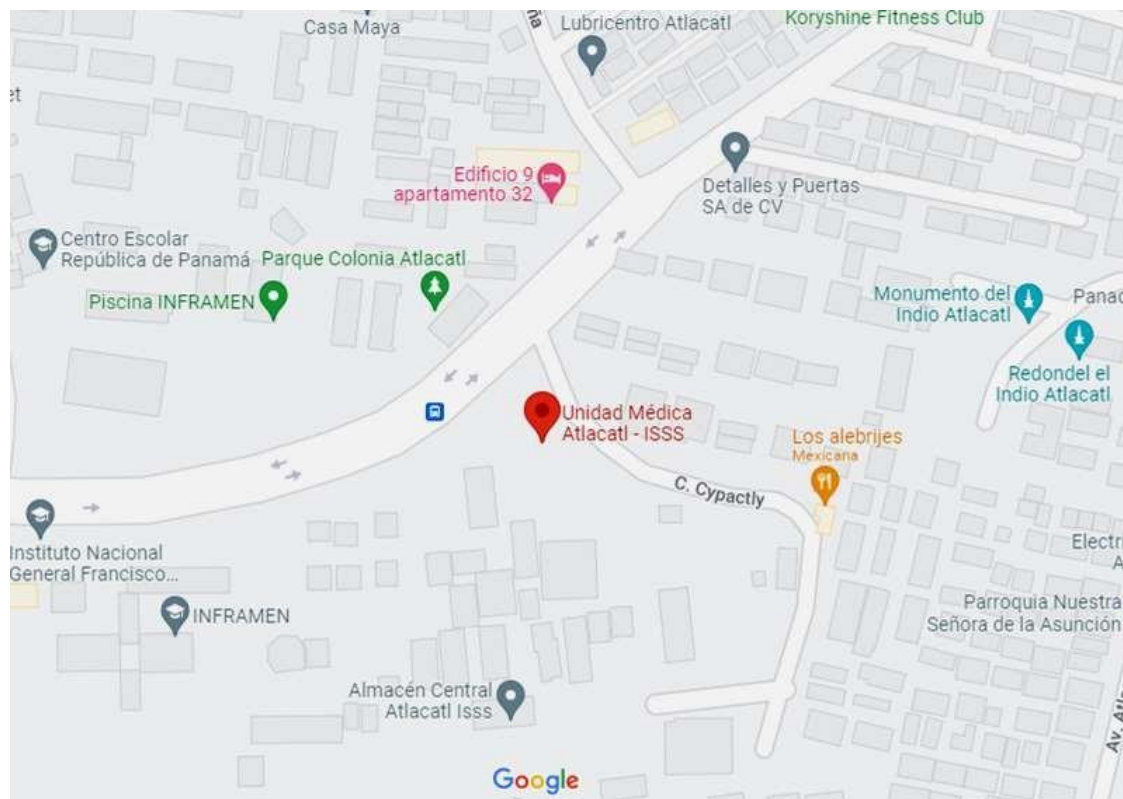 Casa Maya
Lubricentro Atlacatl
Koryshine Fitness Club
Edificio 9
apartamento 32
Detalles y Puertas
SA de CV
Centro Escolar
República de Panamá
Parque Colonia Atlacatl
Piscina INFRAMEN
Monumento del
Indio Atlacatl
Redondel el
Indio Atlacatl
Unidad Médica
Atlacatl - ISSS
Los alebrijes
Mexicana
C. Cypactly
Instituto Nacional
General Francisco...
INFRAMEN
Parroquia Nuestra
Señora de la Asunción
Almacén Central
Atlacatl Isss
Google